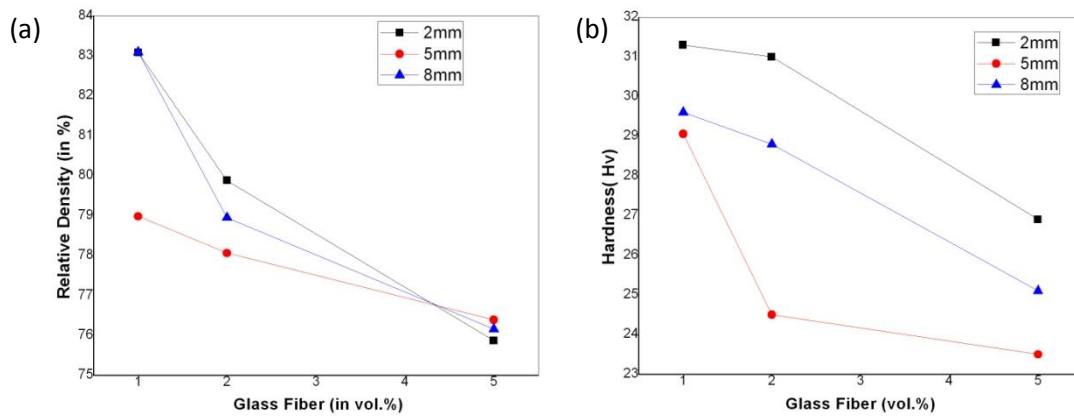 (a)
84
83
82
81
80
79
78
77
76
75
Relative Density (in %)
2mm
5mm
8mm
1
2
3
4
5
Glass Fiber (in vol.%)
(b)
32
31
30
29
28
27
26
25
24
23
Hardness( Hv)
2mm
5mm
8mm
1
2
3
4
5
Glass Fiber (vol.%)